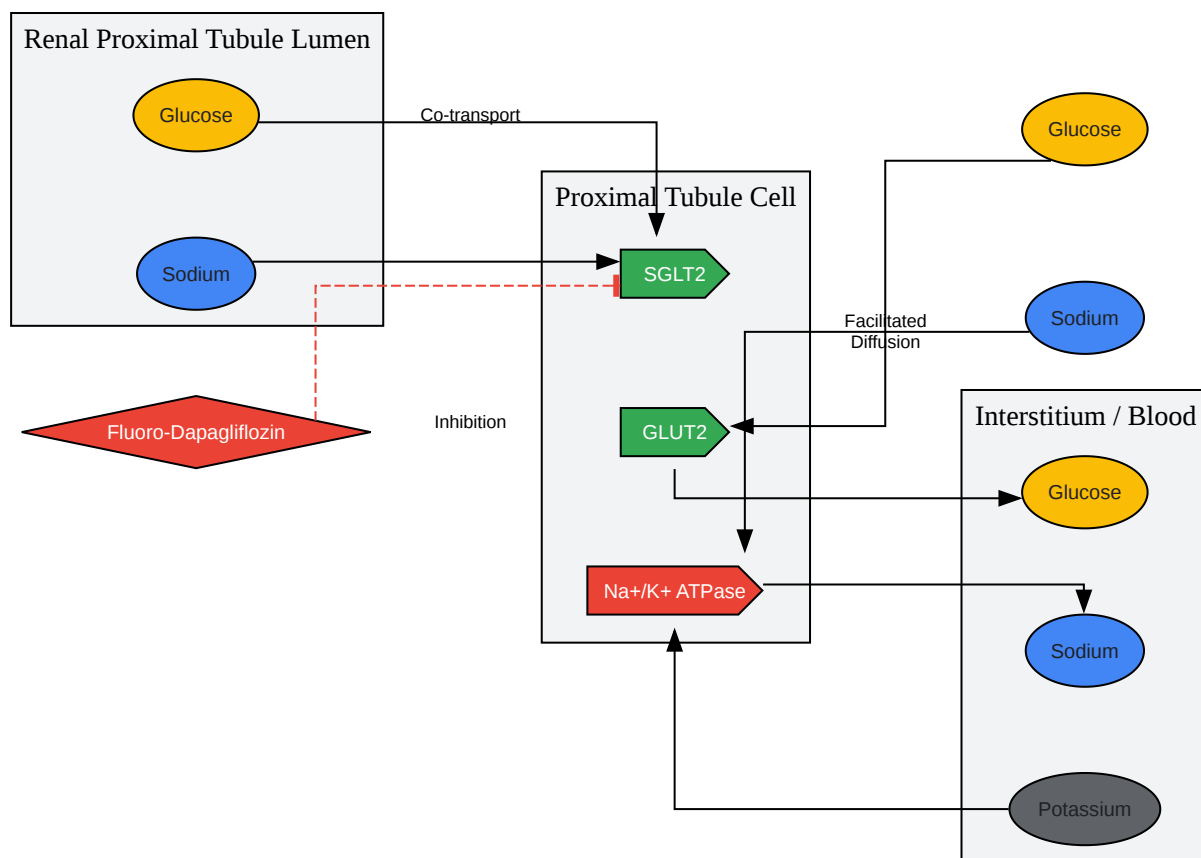 Renal Proximal Tubule Lumen
Glucose
Co-transport
Glucose
Proximal Tubule Cell
Sodium
SGLT2
Sodium
Facilitated
Diffusion
Fluoro-Dapagliflozin
Inhibition
GLUT2
Interstitium / Blood
Glucose
Na+/K+ ATPase
Sodium
Potassium